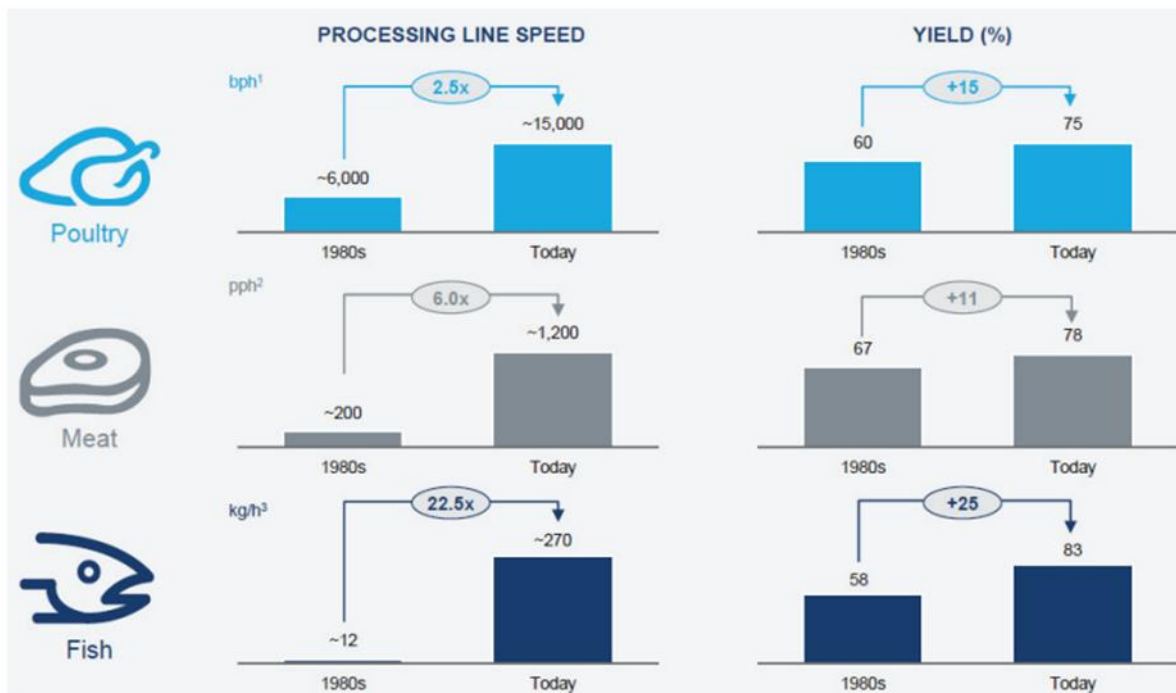 PROCESSING LINE SPEED
YIELD (%)
bph¹
2.5x
~6,000
~15,000
1980s
Today
+15
60
75
1980s
Today
Poultry
pph²
6.0x
~200
~1,200
1980s
Today
+11
67
78
1980s
Today
Meat
kg/h³
22.5x
~12
~270
1980s
Today
+25
58
83
1980s
Today
Fish